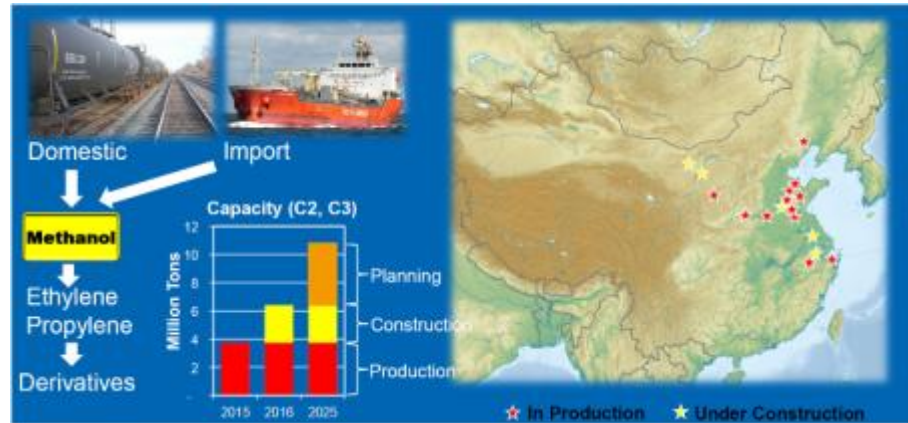 Domestic
Import
Methanol
Ethylene
Propylene
Derivatives
Capacity (C2, C3)
Million Tons
12
10
8
6
4
2
-
2015
2016
2025
Planning
Construction
Production
In Production
Under Construction